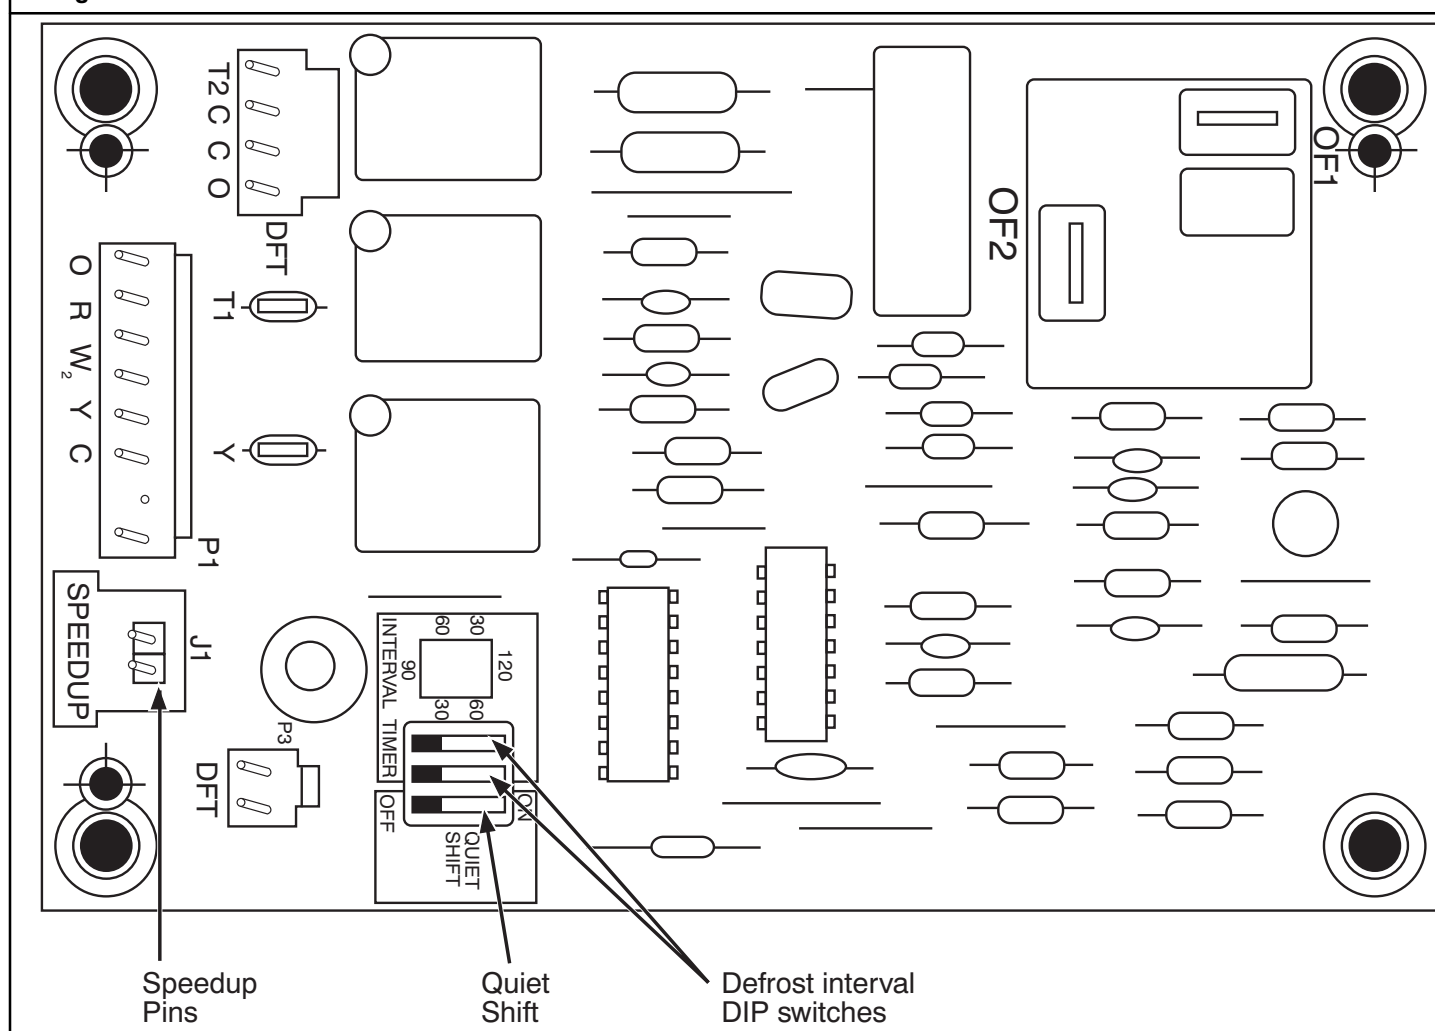 T2 C C O
DFT
T1
O R W2 Y C
Y
P1
OF1
OF2
SPEEDUP
J1
P3
DFT
INTERVAL TIMER
60 30
90 120
30 60
OFF
ON
QUIET
SHIFT
Speedup
Pins
Quiet
Shift
Defrost interval
DIP switches